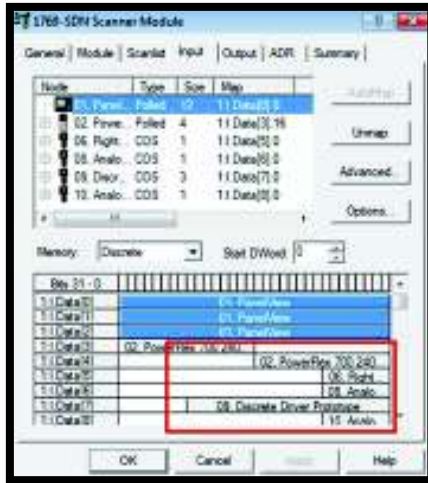 1769-SDN Scanner Module
General Module Scanlist Input Output ADR Summary
Node Type Size Map
01. Panel... Polled 12 1:I.Data[0].0
02. Powe... Polled 4 1:I.Data[3].16
06. Right... COS 1 1:I.Data[5].0
08. Analo... COS 1 1:I.Data[6].0
09. Discr... COS 3 1:I.Data[7].0
10. Analo... COS 1 1:I.Data[8].0
AutoMap
Unmap
Advanced...
Options...
Memory: Discrete Start DWord: 0
Bits 31 - 0
1:I.Data[0] 01. PanelView
1:I.Data[1] 01. PanelView
1:I.Data[2] 01. PanelView
1:I.Data[3] 02. PowerFlex 700 240...
1:I.Data[4] 02. PowerFlex 700 240...
1:I.Data[5] 06. Right...
1:I.Data[6] 08. Analo...
1:I.Data[7] 09. Discrete Driver Prototype
1:I.Data[8] 10. Analo...
OK Cancel Help